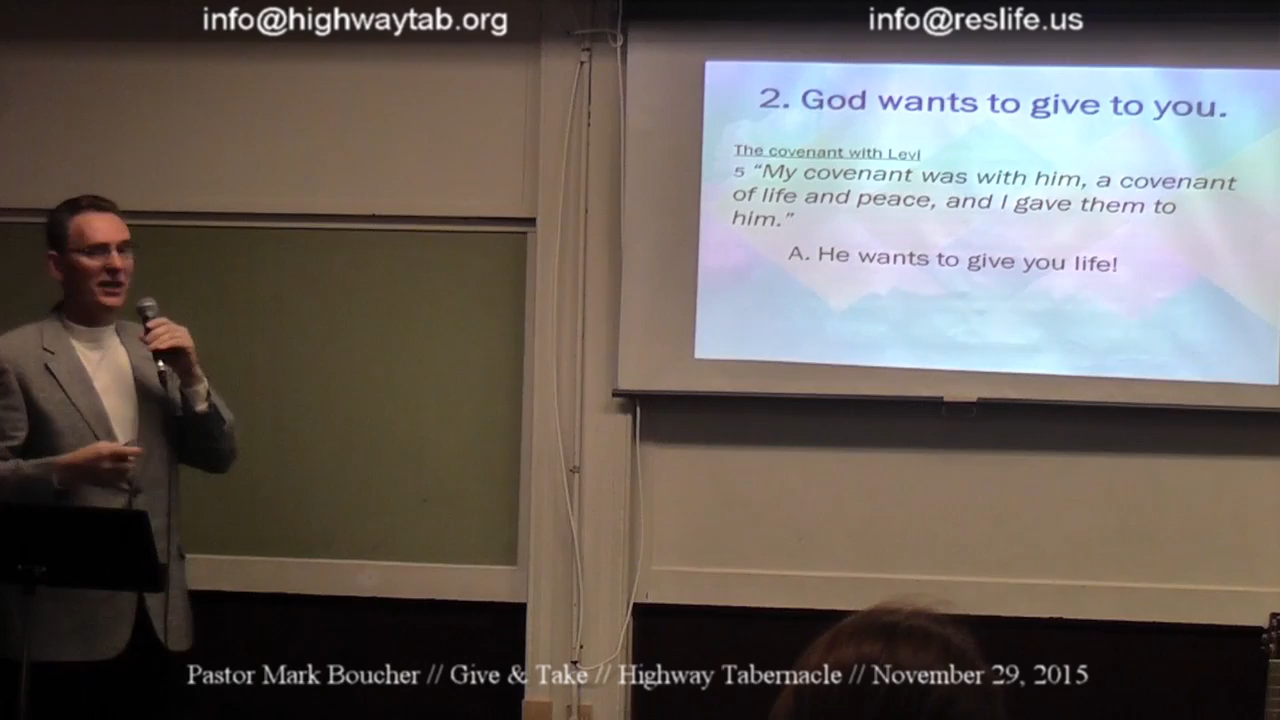 info@highwaytab.org
info@reslife.us
2. God wants to give to you.
The covenant with Levi
5 “My covenant was with him, a covenant
of life and peace, and I gave them to
him.”
A. He wants to give you life!
Pastor Mark Boucher // Give & Take // Highway Tabernacle // November 29, 2015